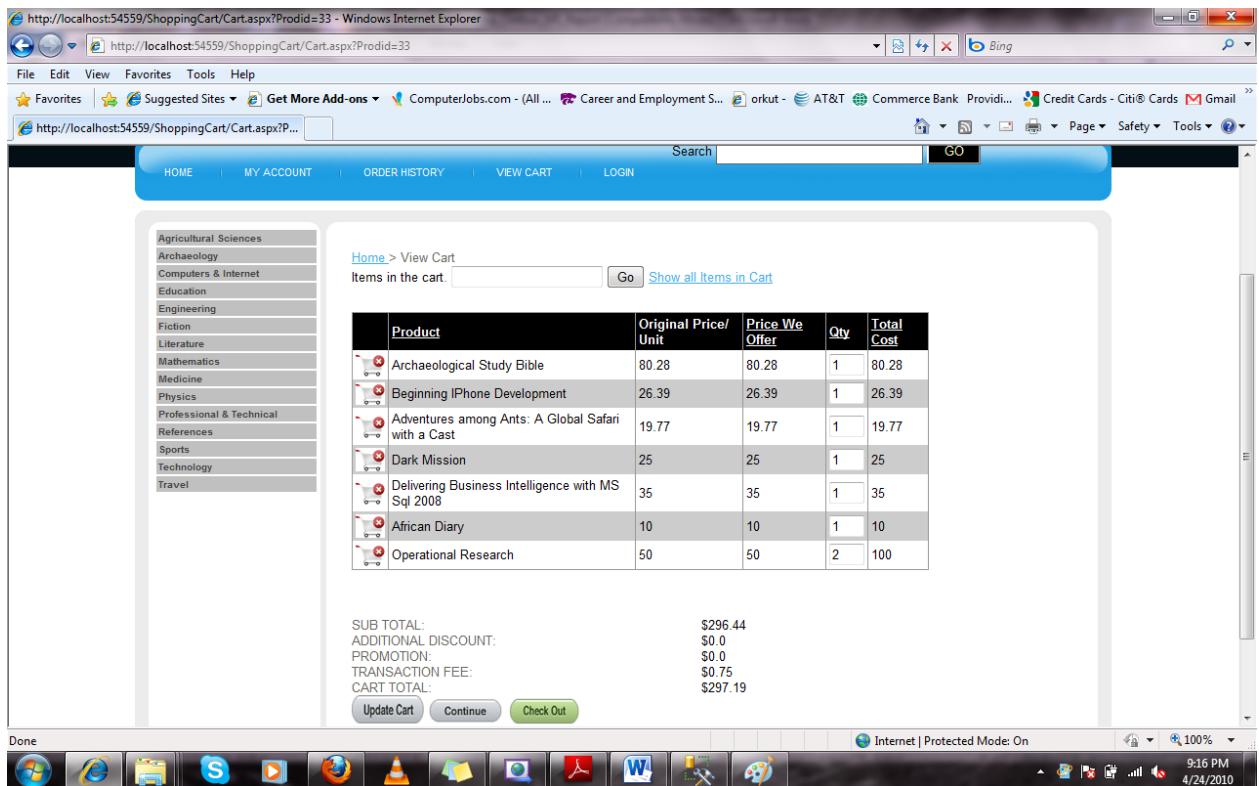 http://localhost:54559/ShoppingCart/Cart.aspx?Prodid=33 - Windows Internet Explorer
http://localhost:54559/ShoppingCart/Cart.aspx?Prodid=33 Bing
File Edit View Favorites Tools Help
Favorites Suggested Sites Get More Add-ons ComputerJobs.com - (All ... Career and Employment S... orkut - AT&T Commerce Bank Providi... Credit Cards - Citi® Cards Gmail
http://localhost:54559/ShoppingCart/Cart.aspx?P... Page Safety Tools
Search GO
HOME MY ACCOUNT ORDER HISTORY VIEW CART LOGIN
Agricultural Sciences
Archaeology
Computers & Internet
Education
Engineering
Fiction
Literature
Mathematics
Medicine
Physics
Professional & Technical
References
Sports
Technology
Travel
Home > View Cart
Items in the cart. Go Show all Items in Cart
Product Original Price/ Unit Price We Offer Qty Total Cost
Archaeological Study Bible 80.28 80.28 1 80.28
Beginning IPhone Development 26.39 26.39 1 26.39
Adventures among Ants: A Global Safari with a Cast 19.77 19.77 1 19.77
Dark Mission 25 25 1 25
Delivering Business Intelligence with MS Sql 2008 35 35 1 35
African Diary 10 10 1 10
Operational Research 50 50 2 100
SUB TOTAL: $296.44
ADDITIONAL DISCOUNT: $0.0
PROMOTION: $0.0
TRANSACTION FEE: $0.75
CART TOTAL: $297.19
Update Cart Continue Check Out
Done Internet | Protected Mode: On 100%
9:16 PM
4/24/2010